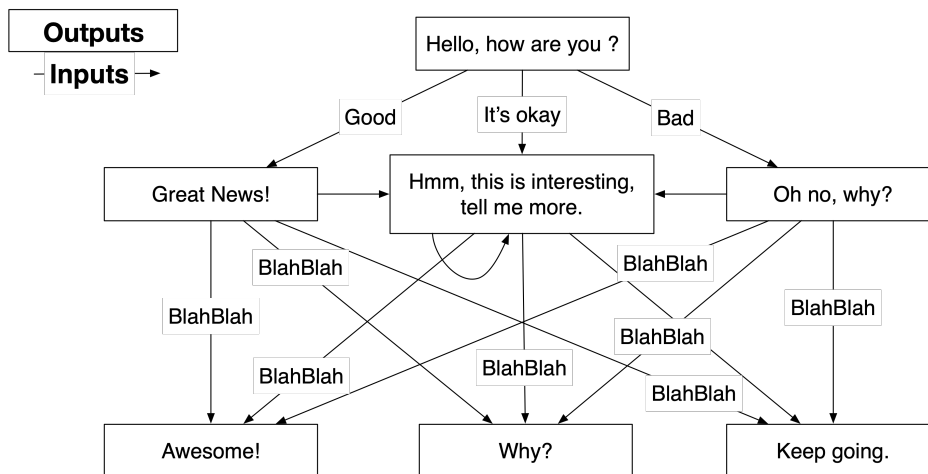 Outputs
Inputs
Hello, how are you ?
Good
It's okay
Bad
Great News!
Hmm, this is interesting,
tell me more.
Oh no, why?
BlahBlah
BlahBlah
BlahBlah
BlahBlah
BlahBlah
BlahBlah
BlahBlah
BlahBlah
Awesome!
Why?
Keep going.